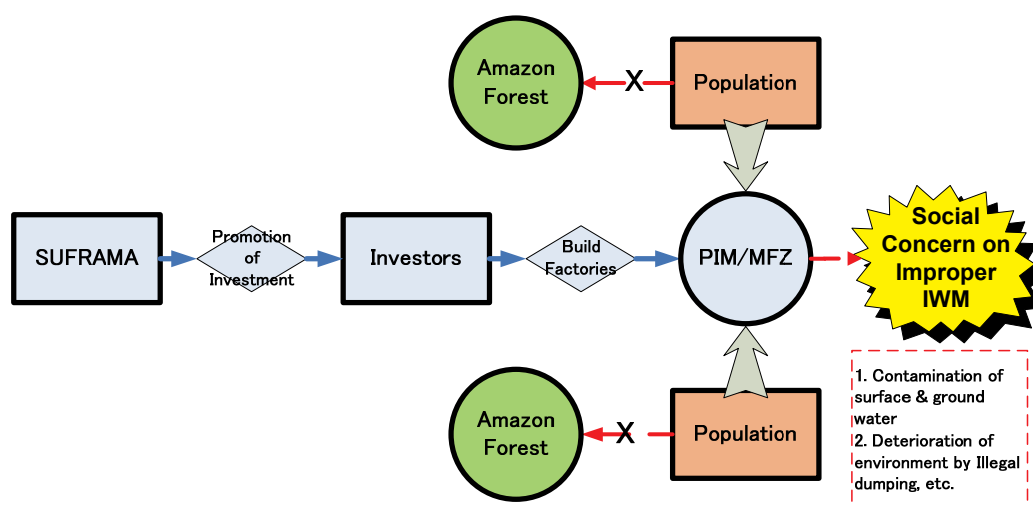 Amazon
Forest
X
Population
SUFRAMA
Promotion
of
Investment
Investors
Build
Factories
PIM/MFZ
Social
Concern on
Improper
IWM
Amazon
Forest
X
Population
1. Contamination of
surface & ground
water
2. Deterioration of
environment by Illegal
dumping, etc.